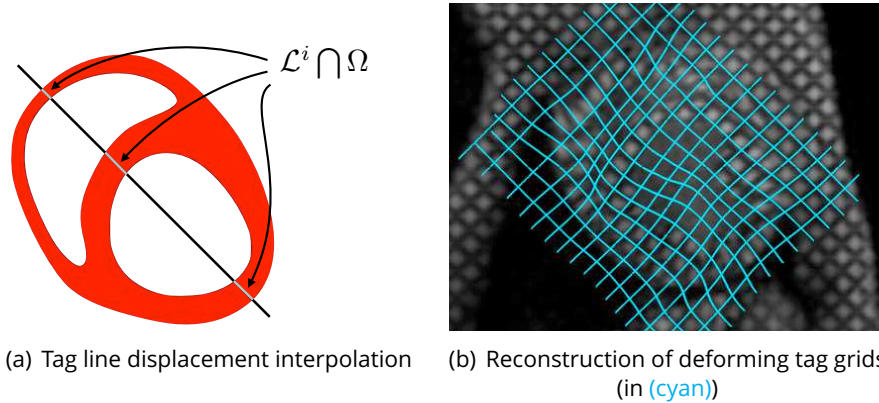 ℒ^i ⋂ Ω
(a) Tag line displacement interpolation
(b) Reconstruction of deforming tag grids
(in (cyan))